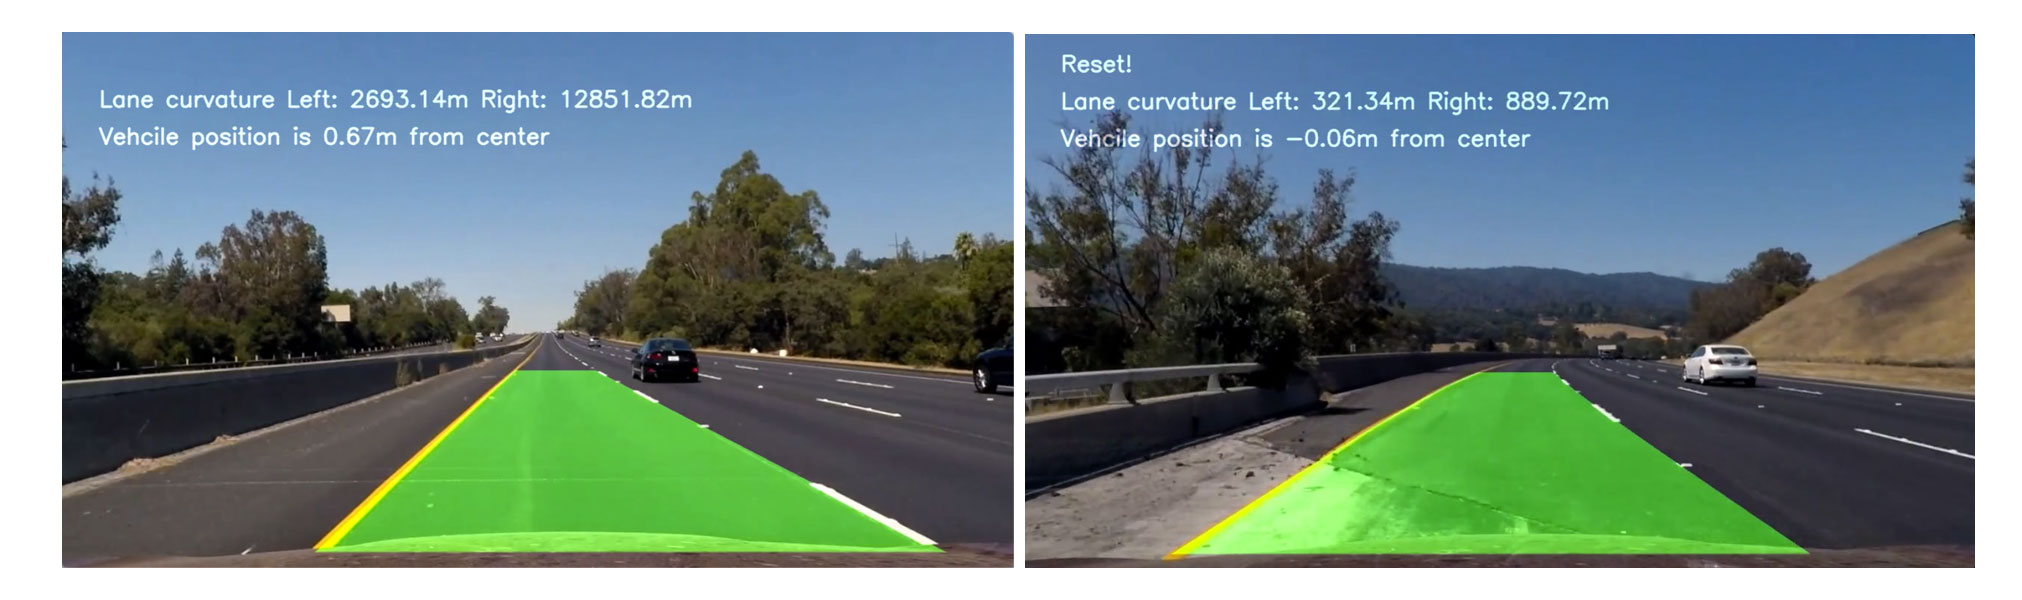 Lane curvature Left: 2693.14m Right: 12851.82m
Vehcile position is 0.67m from center
Reset!
Lane curvature Left: 321.34m Right: 889.72m
Vehcile position is −0.06m from center